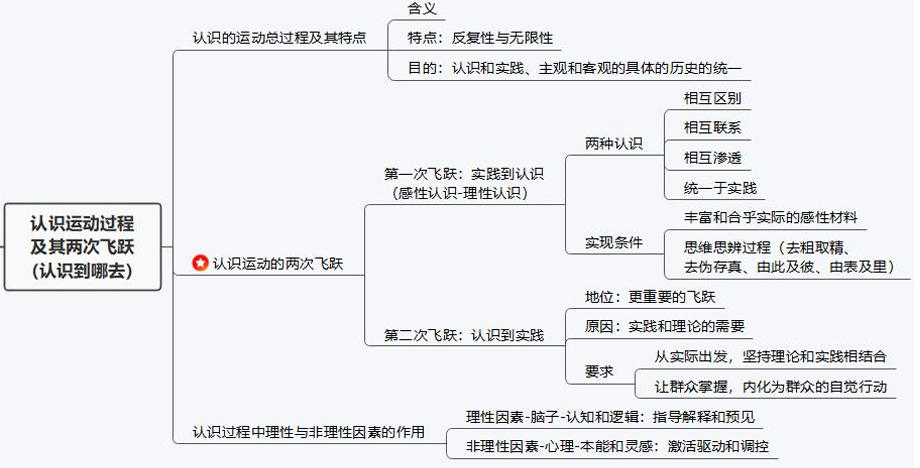 认识运动过程
及其两次飞跃
（认识到哪去）
认识的运动总过程及其特点
含义
特点：反复性与无限性
目的：认识和实践、主观和客观的具体的历史的统一
认识运动的两次飞跃
第一次飞跃：实践到认识
（感性认识-理性认识）
两种认识
相互区别
相互联系
相互渗透
统一于实践
实现条件
丰富和合乎实际的感性材料
思维思辨过程（去粗取精、
去伪存真、由此及彼、由表及里）
第二次飞跃：认识到实践
地位：更重要的飞跃
原因：实践和理论的需要
要求
从实际出发，坚持理论和实践相结合
让群众掌握，内化为群众的自觉行动
认识过程中理性与非理性因素的作用
理性因素-脑子-认知和逻辑：指导解释和预见
非理性因素-心理-本能和灵感：激活驱动和调控